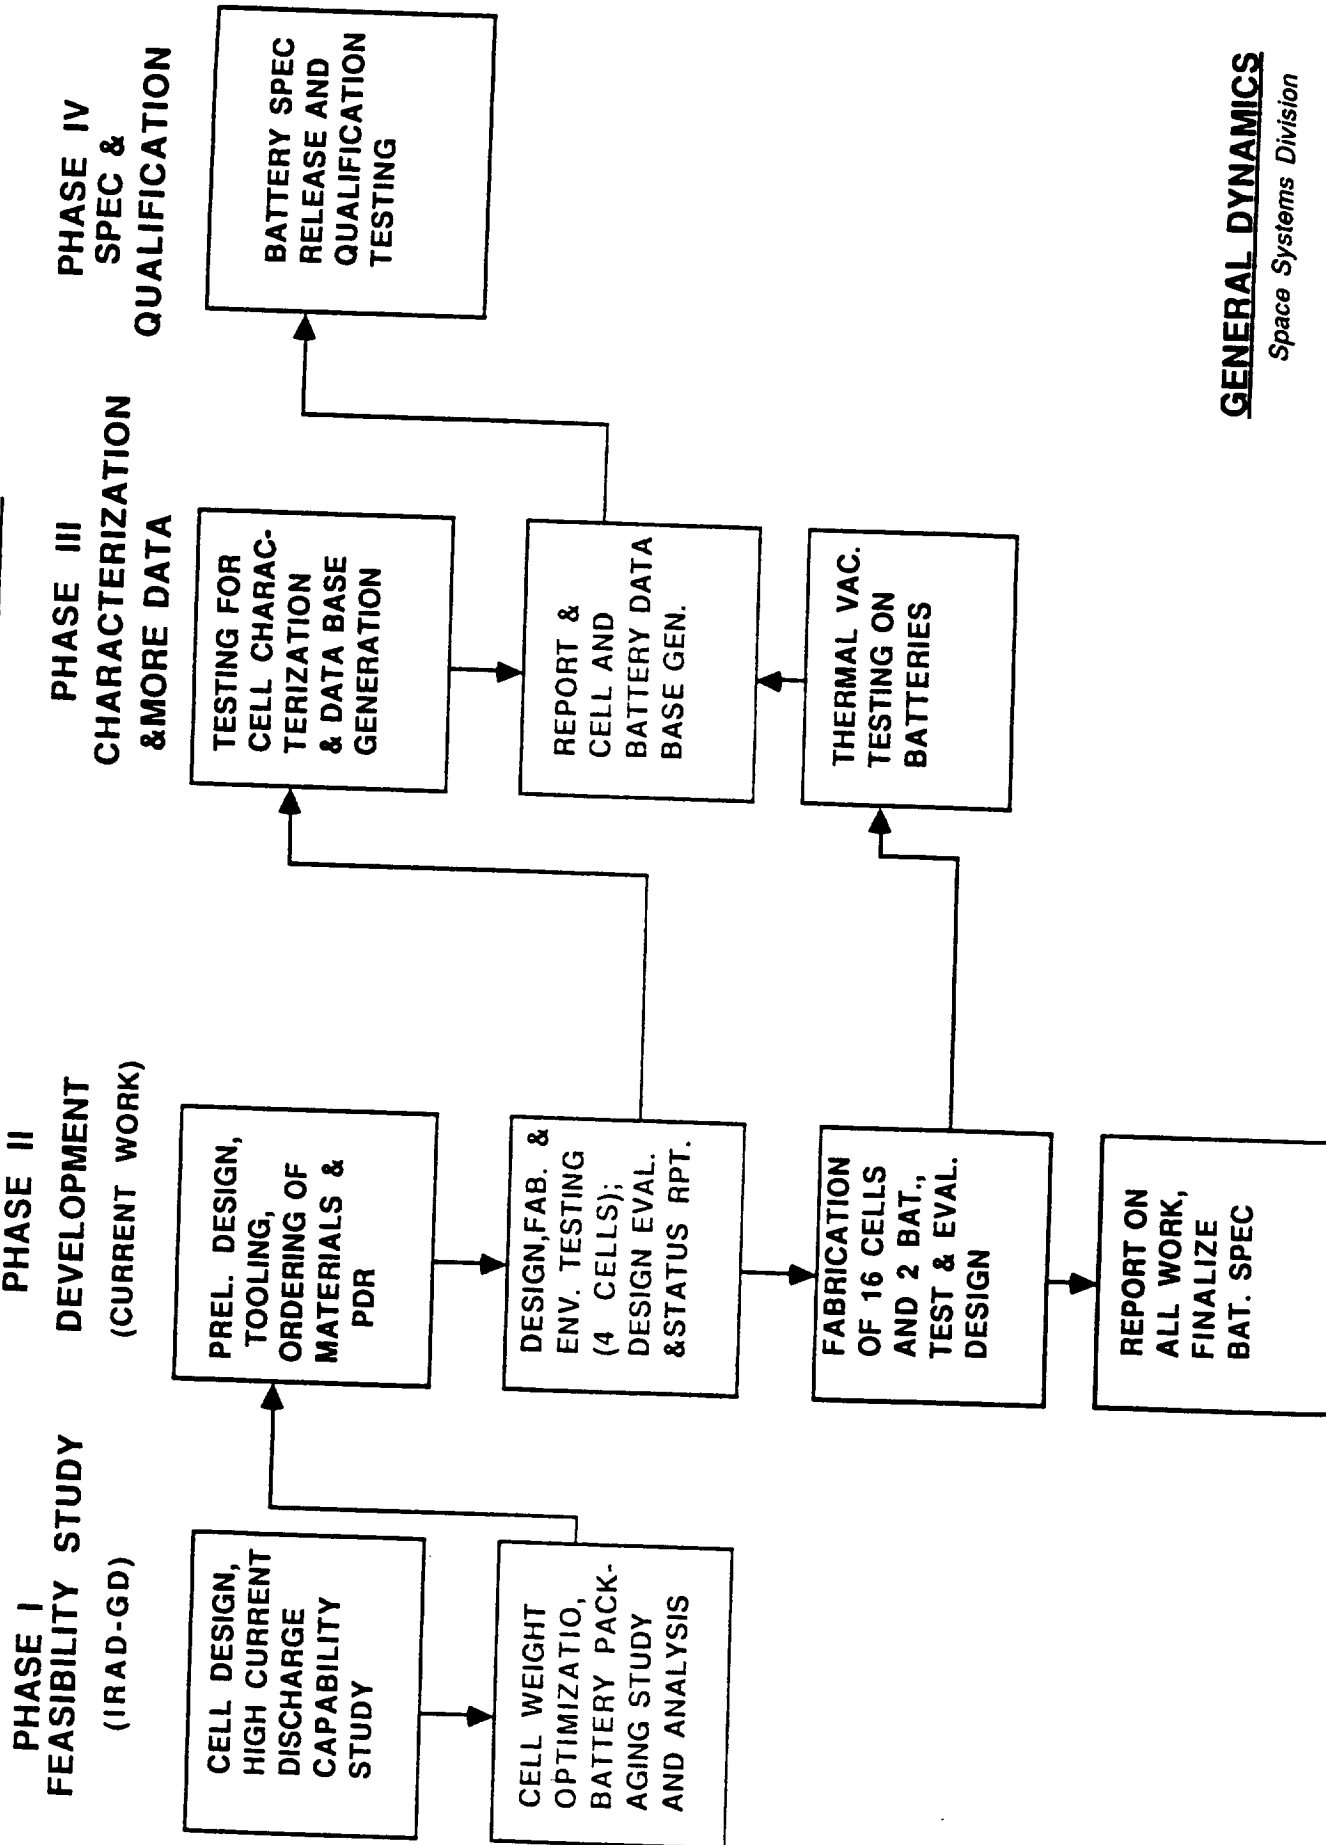 PHASE I
FEASIBILITY STUDY
(IRAD-GD)
CELL DESIGN,
HIGH CURRENT
DISCHARGE
CAPABILITY
STUDY
CELL WEIGHT
OPTIMIZATIO,
BATTERY PACK-
AGING STUDY
AND ANALYSIS
PHASE II
DEVELOPMENT
(CURRENT WORK)
PREL. DESIGN,
TOOLING,
ORDERING OF
MATERIALS &
PDR
DESIGN,FAB. &
ENV. TESTING
(4 CELLS);
DESIGN EVAL.
&STATUS RPT.
FABRICATION
OF 16 CELLS
AND 2 BAT.,
TEST & EVAL.
DESIGN
REPORT ON
ALL WORK,
FINALIZE
BAT. SPEC
PHASE III
CHARACTERIZATION
&MORE DATA
TESTING FOR
CELL CHARAC-
TERIZATION
& DATA BASE
GENERATION
REPORT &
CELL AND
BATTERY DATA
BASE GEN.
THERMAL VAC.
TESTING ON
BATTERIES
PHASE IV
SPEC &
QUALIFICATION
BATTERY SPEC
RELEASE AND
QUALIFICATION
TESTING
GENERAL DYNAMICS
Space Systems Division